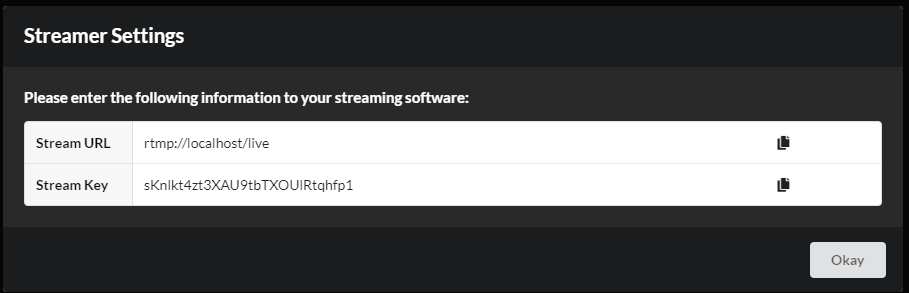 Streamer Settings
Please enter the following information to your streaming software:
Stream URL rtmp://localhost/live
Stream Key sKnlkt4zt3XAU9tbTXOUlRtqhfp1
Okay